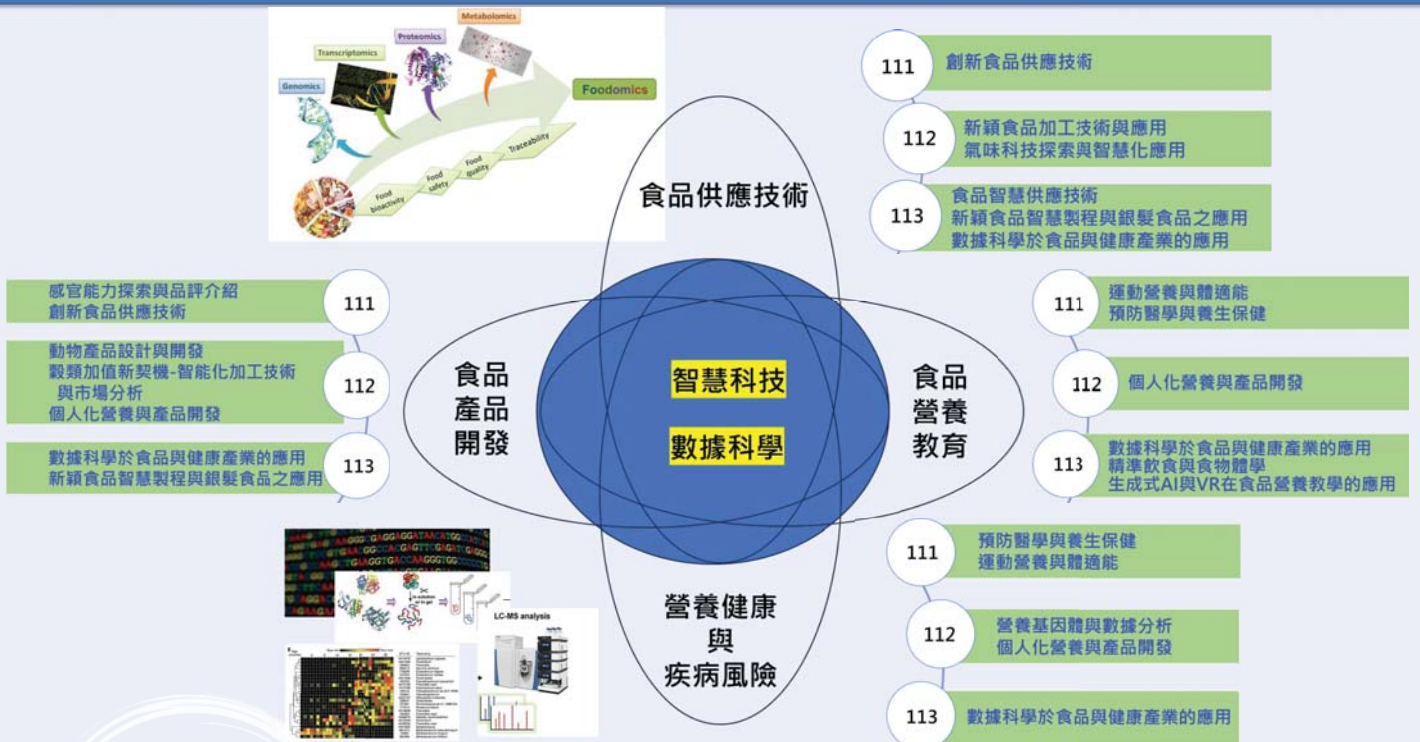 Metabolomics
Proteomics
Transcriptomics
Genomics
Foodomics
Food bioactivity
Food safety
Food quality
Traceability
食品供應技術
111
創新食品供應技術
112
新穎食品加工技術與應用
氣味科技探索與智慧化應用
113
食品智慧供應技術
新穎食品智慧製程與銀髮食品之應用
數據科學於食品與健康產業的應用
感官能力探索與品評介紹
創新食品供應技術
111
動物產品設計與開發
穀類加值新契機-智能化加工技術
與市場分析
個人化營養與產品開發
112
數據科學於食品與健康產業的應用
新穎食品智慧製程與銀髮食品之應用
113
食品
產品
開發
智慧科技
數據科學
食品
營養
教育
111
運動營養與體適能
預防醫學與養生保健
112
個人化營養與產品開發
113
數據科學於食品與健康產業的應用
精準飲食與食物體學
生成式AI與VR在食品營養教學的應用
營養健康
與
疾病風險
111
預防醫學與養生保健
運動營養與體適能
112
營養基因體與數據分析
個人化營養與產品開發
113
數據科學於食品與健康產業的應用
in solution
or in gel
LC-MS analysis